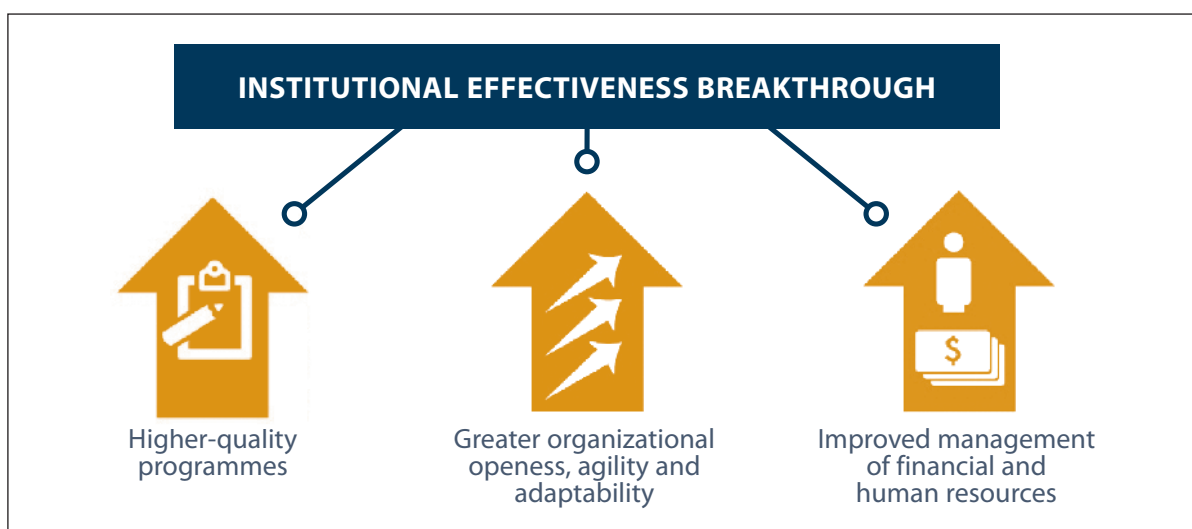 INSTITUTIONAL EFFECTIVENESS BREAKTHROUGH
$
Higher-quality
programmes
Greater organizational
openess, agility and
adaptability
Improved management
of financial and
human resources